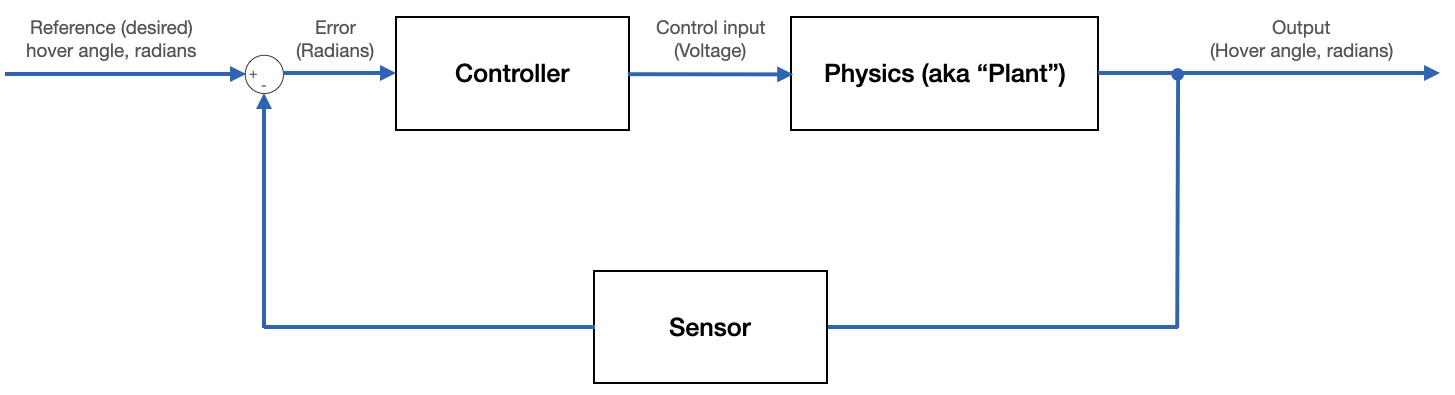 Reference (desired)
hover angle, radians
+
-
Error
(Radians)
Controller
Control input
(Voltage)
Physics (aka “Plant”)
Output
(Hover angle, radians)
Sensor